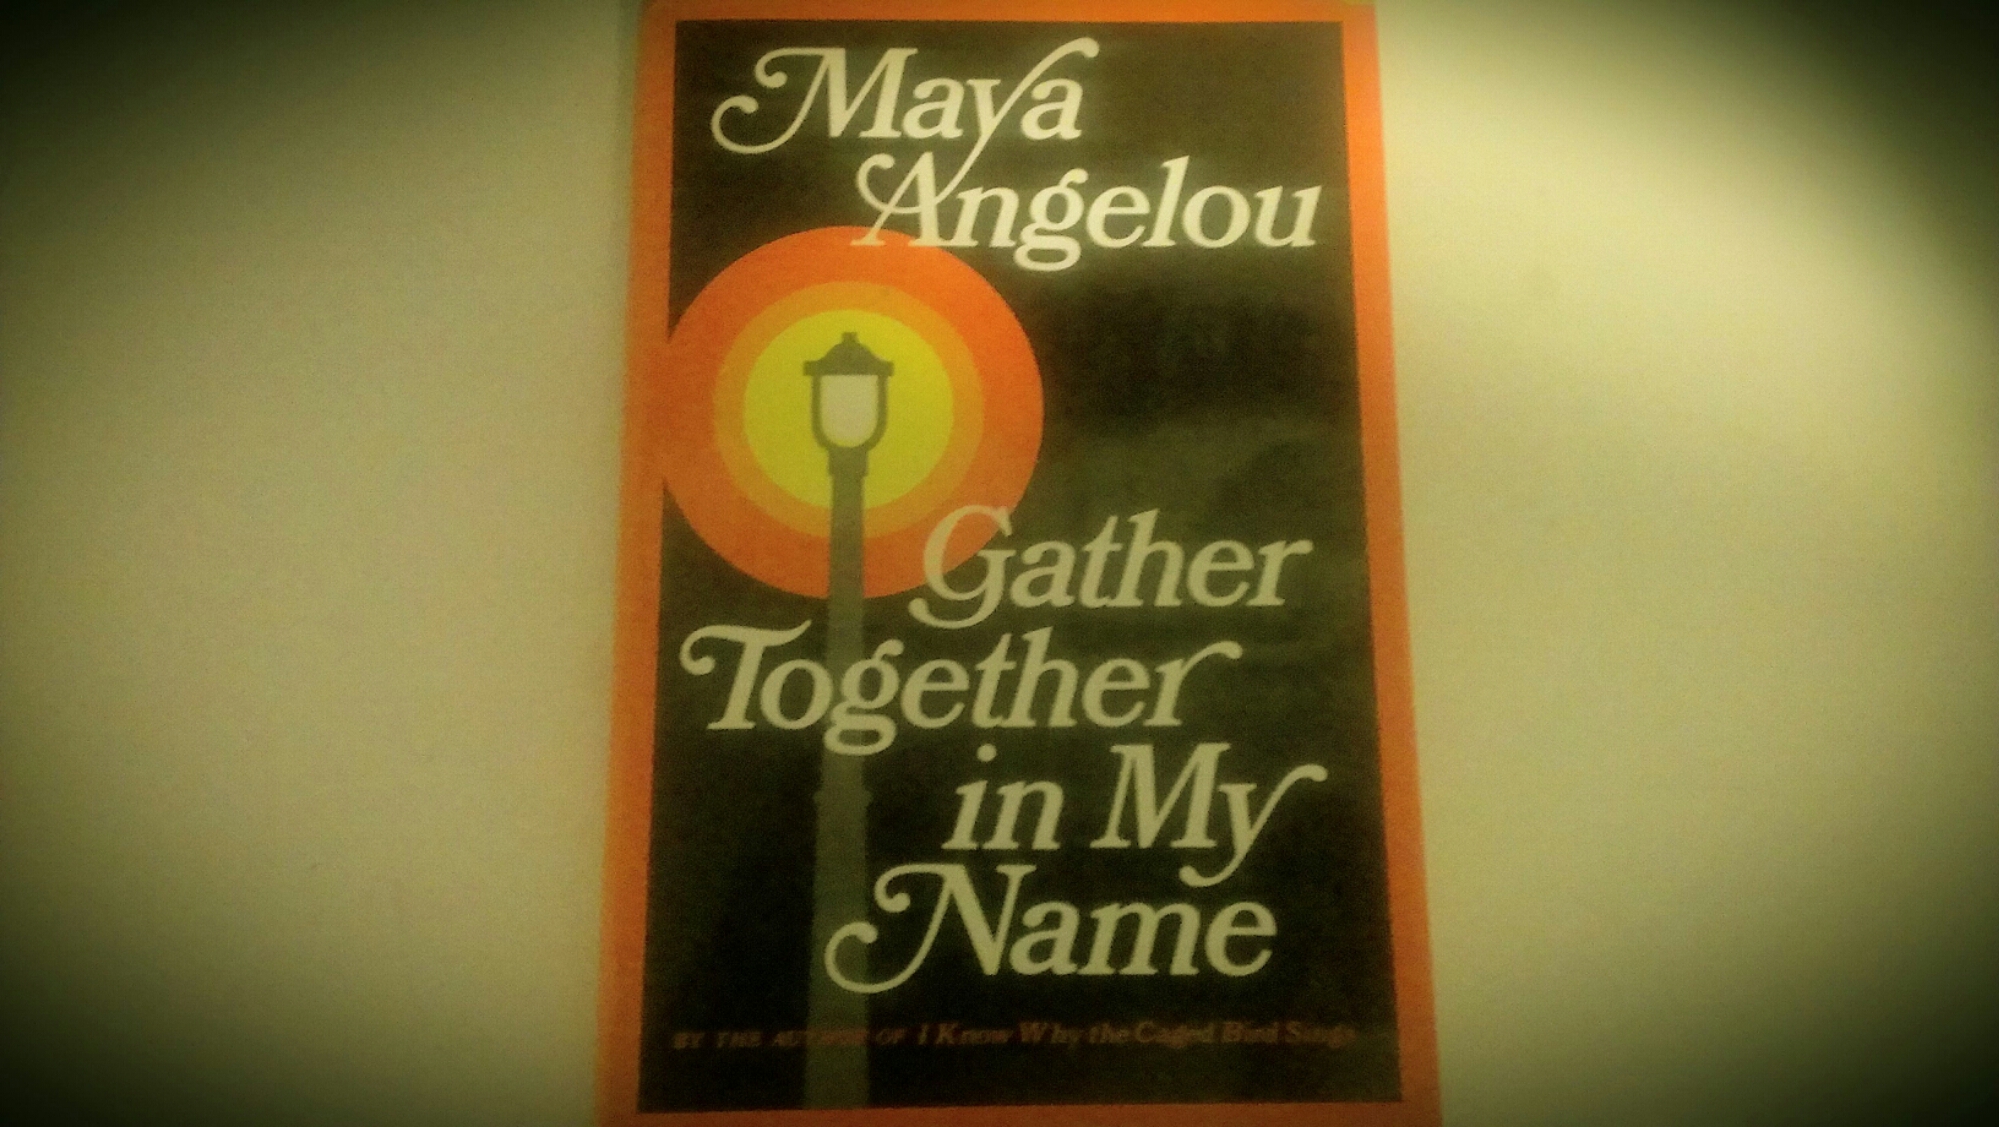 Maya
Angelou
Gather
Together
in My
Name
BY THE AUTHOR OF I Know Why the Caged Bird Sings